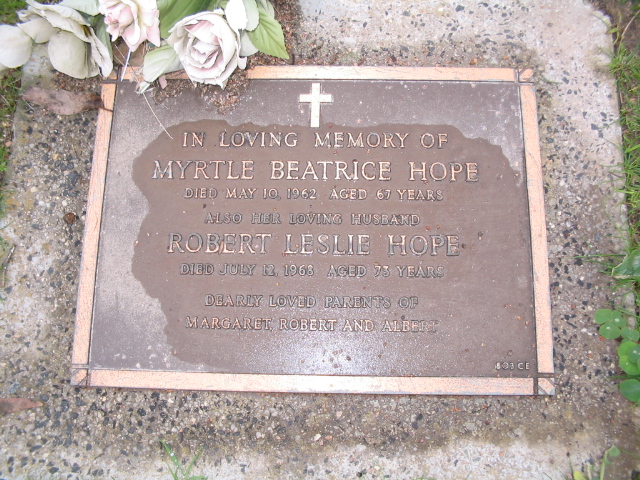 IN LOVING MEMORY OF
MYRTLE BEATRICE HOPE
DIED MAY 10, 1962 AGED 67 YEARS
ALSO HER LOVING HUSBAND
ROBERT LESLIE HOPE
DIED JULY 12, 1968 AGED 73 YEARS
DEARLY LOVED PARENTS OF
MARGARET, ROBERT AND ALBERT